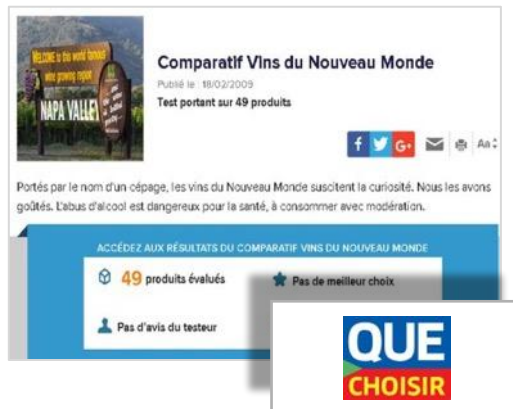 WELCOME to this world famous
wine growing region
NAPA VALLEY
Comparatif Vins du Nouveau Monde
Publié le : 18/02/2009
Test portant sur 49 produits
f G+ Aa
Portés par le nom d'un cépage, les vins du Nouveau Monde suscitent la curiosité. Nous les avons
goûtés. L'abus d'alcool est dangereux pour la santé, à consommer avec modération.
ACCÉDEZ AUX RÉSULTATS DU COMPARATIF VINS DU NOUVEAU MONDE
49 produits évalués
Pas de meilleur choix
Pas d'avis du testeur
QUE
CHOISIR